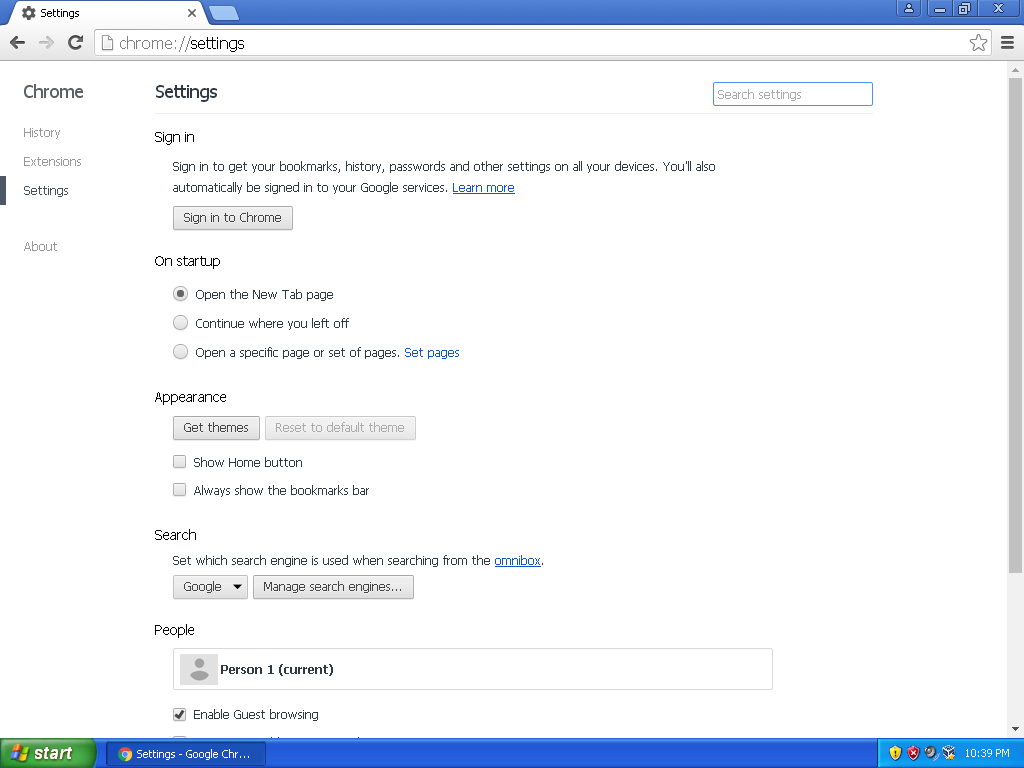 Settings
chrome://settings
Chrome
Settings
Search settings
History
Extensions
Settings
About
Sign in
Sign in to get your bookmarks, history, passwords and other settings on all your devices. You'll also
automatically be signed in to your Google services. Learn more
Sign in to Chrome
On startup
Open the New Tab page
Continue where you left off
Open a specific page or set of pages. Set pages
Appearance
Get themes Reset to default theme
Show Home button
Always show the bookmarks bar
Search
Set which search engine is used when searching from the omnibox.
Google Manage search engines...
People
Person 1 (current)
Enable Guest browsing
start Settings - Google Chr... 10:39 PM